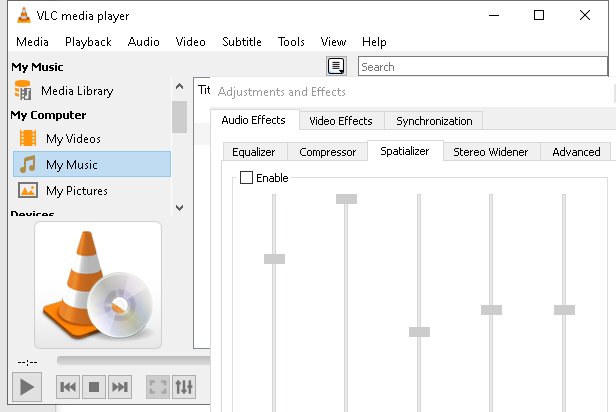 VLC media player
Media Playback Audio Video Subtitle Tools View Help
My Music
Search
Media Library
Adjustments and Effects
My Computer
Audio Effects Video Effects Synchronization
My Videos
Equalizer Compressor Spatializer Stereo Widener Advanced
My Music
Enable
My Pictures
Devices
--:--